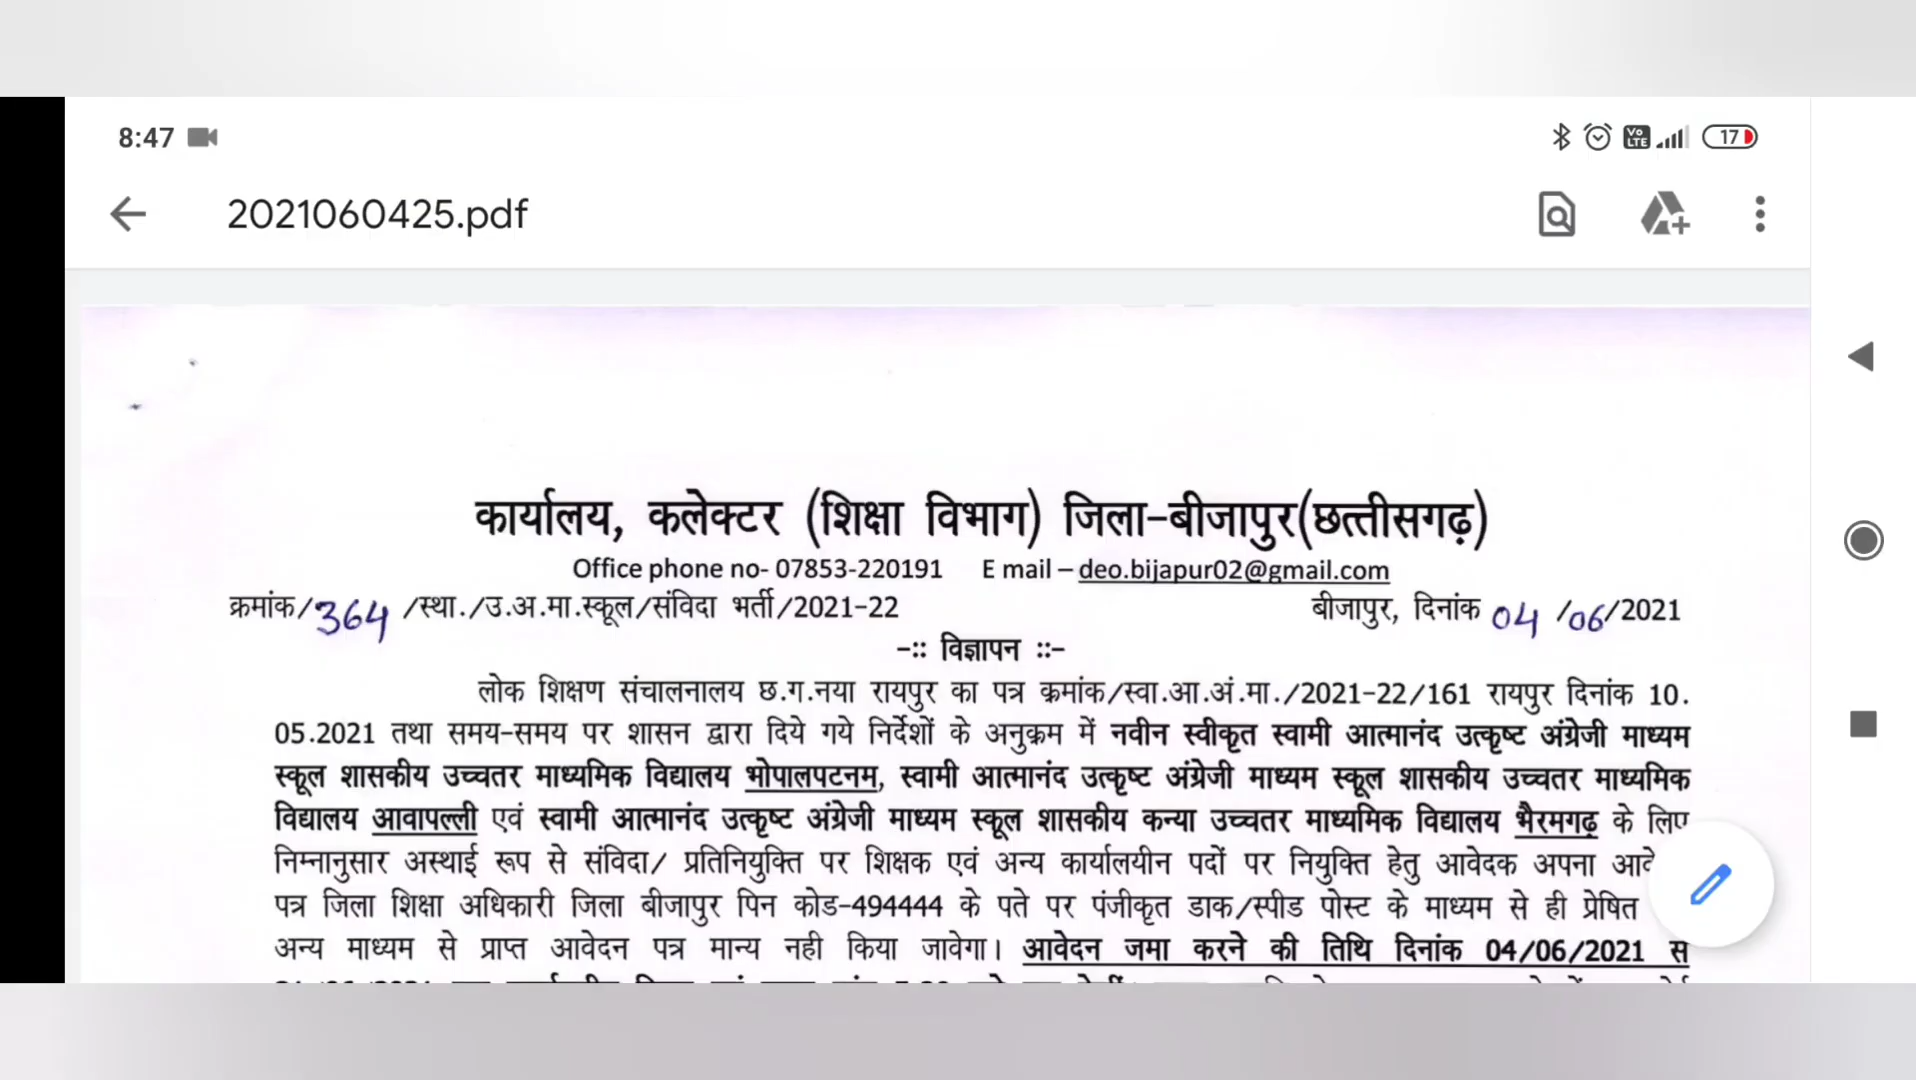 8:47
Vo LTE 17
2021060425.pdf
कार्यालय, कलेक्टर (शिक्षा विभाग) जिला-बीजापुर(छत्तीसगढ़)
Office phone no- 07853-220191 E mail – deo.bijapur02@gmail.com
क्रमांक/364 /स्था./उ.अ.मा.स्कूल/संविदा भर्ती/2021-22 बीजापुर, दिनांक 04 /06/2021
-:: विज्ञापन ::-
लोक शिक्षण संचालनालय छ.ग.नया रायपुर का पत्र क्रमांक/स्वा.आ.अं.मा./2021-22/161 रायपुर दिनांक 10.
05.2021 तथा समय-समय पर शासन द्वारा दिये गये निर्देशों के अनुक्रम में नवीन स्वीकृत स्वामी आत्मानंद उत्कृष्ट अंग्रेजी माध्यम
स्कूल शासकीय उच्चतर माध्यमिक विद्यालय भोपालपटनम, स्वामी आत्मानंद उत्कृष्ट अंग्रेजी माध्यम स्कूल शासकीय उच्चतर माध्यमिक
विद्यालय आवापल्ली एवं स्वामी आत्मानंद उत्कृष्ट अंग्रेजी माध्यम स्कूल शासकीय कन्या उच्चतर माध्यमिक विद्यालय भैरमगढ़ के लिए
निम्नानुसार अस्थाई रूप से संविदा/ प्रतिनियुक्ति पर शिक्षक एवं अन्य कार्यालयीन पदों पर नियुक्ति हेतु आवेदक अपना
पत्र जिला शिक्षा अधिकारी जिला बीजापुर पिन कोड-494444 के पते पर पंजीकृत डाक/स्पीड पोस्ट के माध्यम से ही प्रेषित
अन्य माध्यम से प्राप्त आवेदन पत्र मान्य नही किया जावेगा। आवेदन जमा करने की तिथि दिनांक 04/06/2021 से